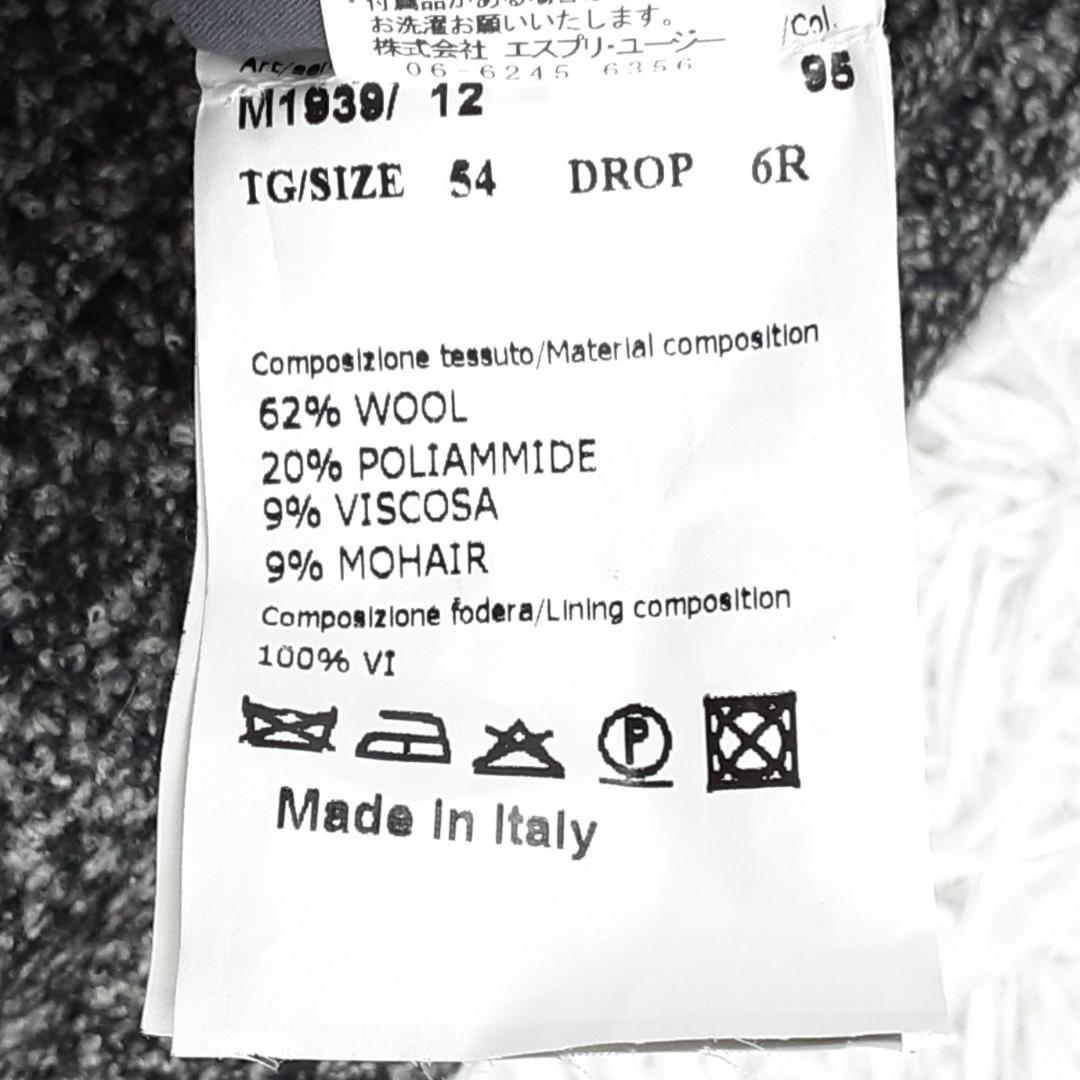 お洗濯お願いいたします。
株式会社 エスプリ・ユージー
06-6245 6356
/Col.
M1939/ 12 95
TG/SIZE 54 DROP 6R
Composizione tessuto/Material composition
62% WOOL
20% POLIAMMIDE
9% VISCOSA
9% MOHAIR
Composizione fodera/Lining composition
100% VI
P
Made in Italy